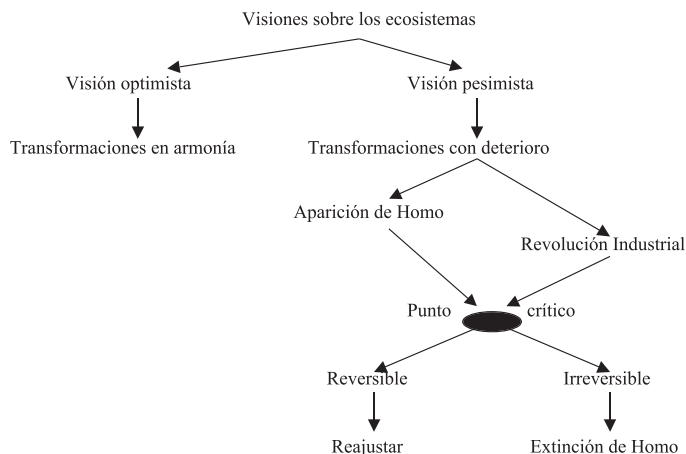 Visiones sobre los ecosistemas
Visión optimista
Visión pesimista
Transformaciones en armonía
Transformaciones con deterioro
Aparición de Homo
Revolución Industrial
Punto crítico
Reversible
Irreversible
Reajustar
Extinción de Homo